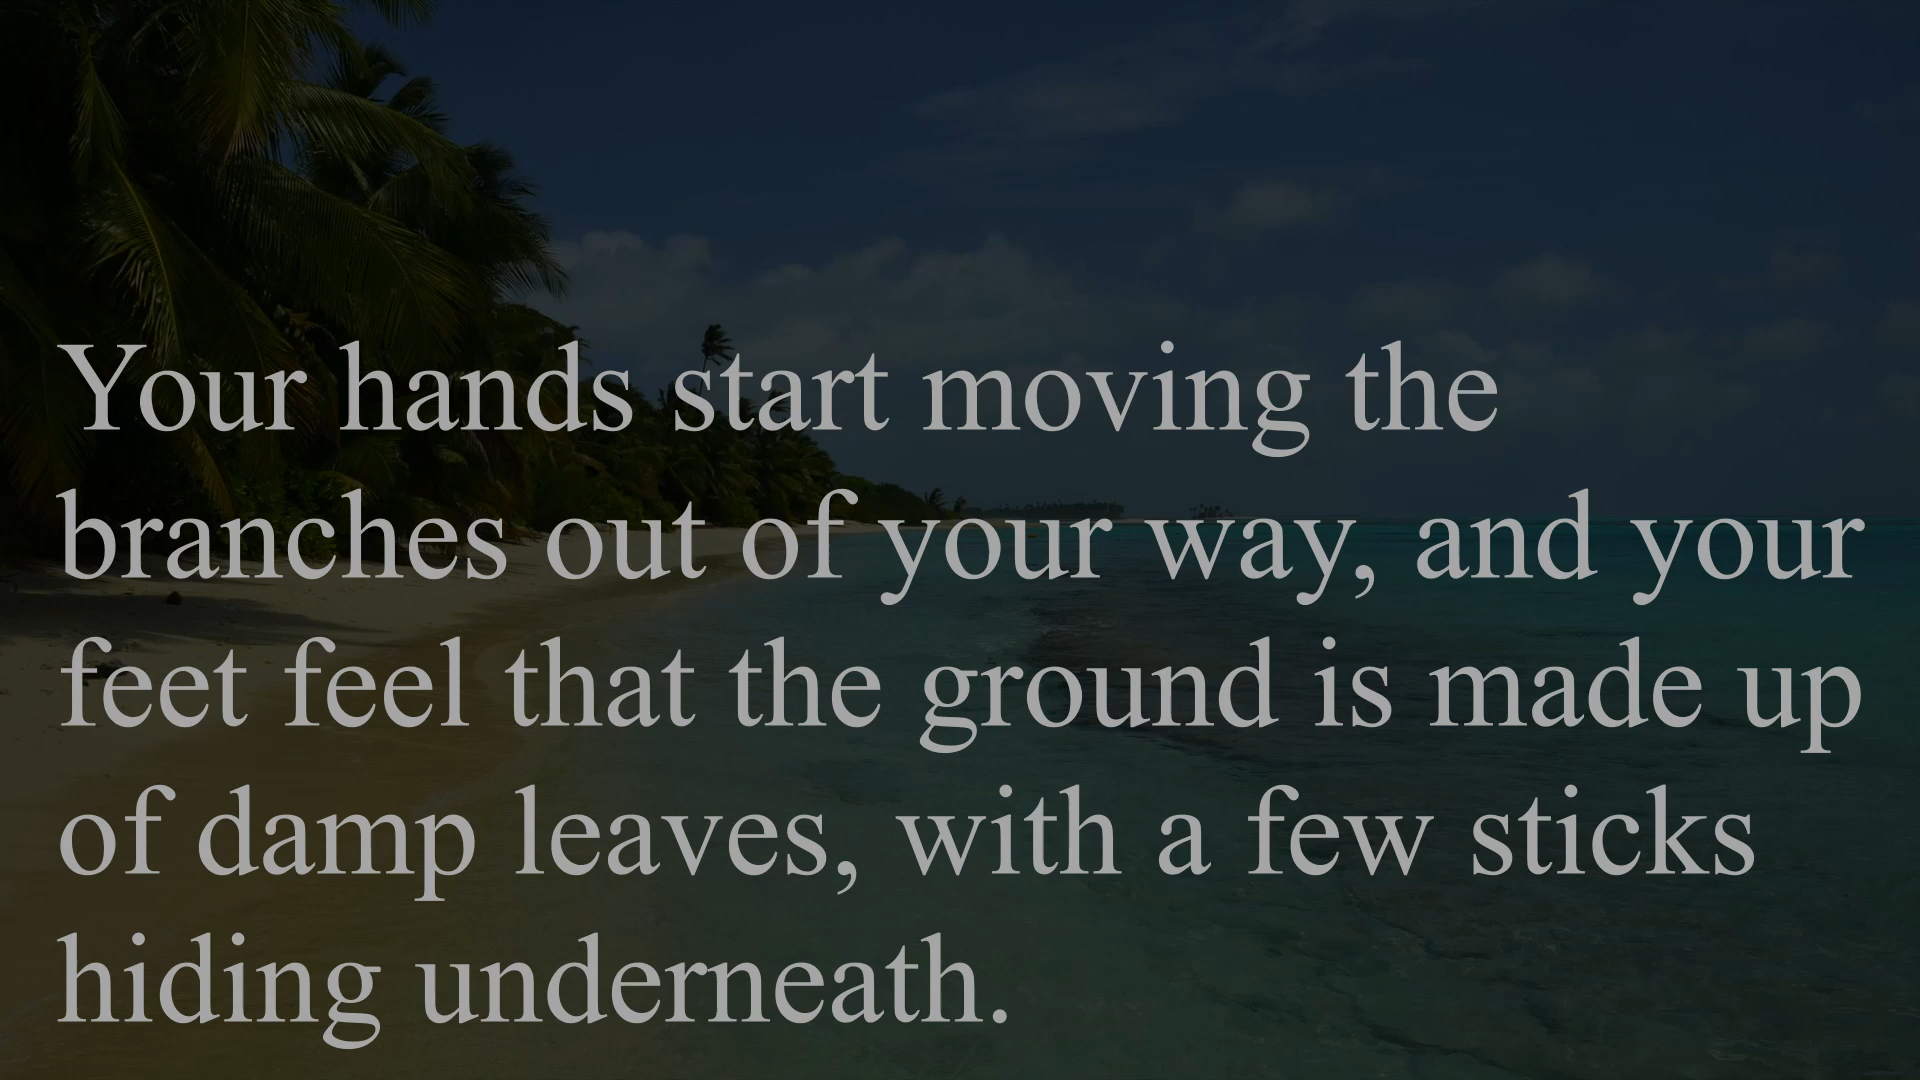 Your hands start moving the
branches out of your way, and your
feet feel that the ground is made up
of damp leaves, with a few sticks
hiding underneath.